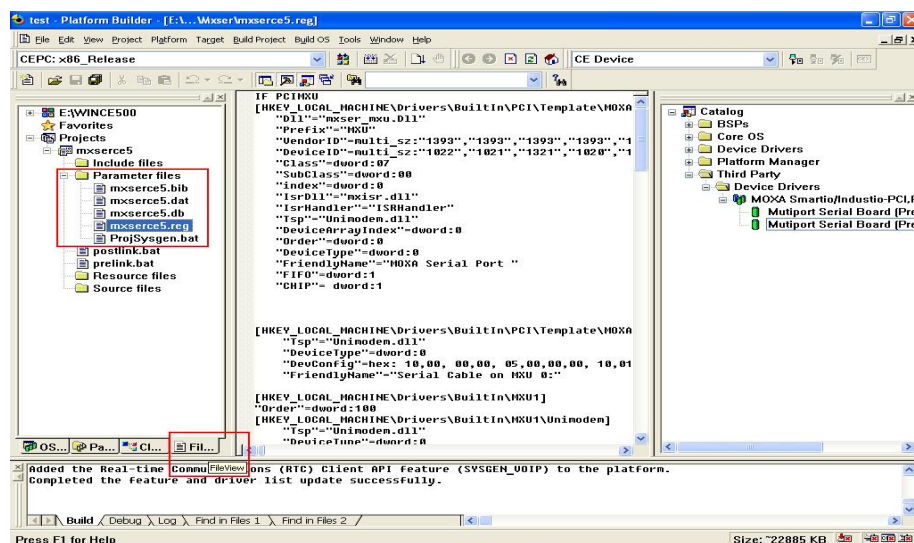 test - Platform Builder - [E:\...\Mxser\mxserce5.reg]
File Edit View Project Platform Target Build Project Build OS Tools Window Help
CEPC: x86_Release
CE Device
E:\WINCE500
Favorites
Projects
mxserce5
Include files
Parameter files
mxserce5.bib
mxserce5.dat
mxserce5.db
mxserce5.reg
ProjSysgen.bat
postlink.bat
prelink.bat
Resource files
Source files
OS...
Pa...
Cl...
Fil...
IF PCIMXU
[HKEY_LOCAL_MACHINE\Drivers\BuiltIn\PCI\Template\MOXA
"Dll"="mxser_mxu.Dll"
"Prefix"="MXU"
"VendorID"=multi_sz:"1393","1393","1393","1393","1
"DeviceID"=multi_sz:"1022","1021","1321","1020","1
"Class"=dword:07
"SubClass"=dword:00
"index"=dword:0
"IsrDll"="mxisr.dll"
"IsrHandler"="ISRHandler"
"Tsp"="Unimodem.dll"
"DeviceArrayIndex"=dword:0
"Order"=dword:0
"DeviceType"=dword:0
"FriendlyName"="MOXA Serial Port "
"FIFO"=dword:1
"CHIP"= dword:1
[HKEY_LOCAL_MACHINE\Drivers\BuiltIn\PCI\Template\MOXA
"Tsp"="Unimodem.dll"
"DeviceType"=dword:0
"DevConfig"=hex: 10,00, 00,00, 05,00,00,00, 10,01
"FriendlyName"="Serial Cable on MXU 0:"
[HKEY_LOCAL_MACHINE\Drivers\BuiltIn\MXU1]
"Order"=dword:100
[HKEY_LOCAL_MACHINE\Drivers\BuiltIn\MXU1\Unimodem]
"Tsp"="Unimodem.dll"
"DeviceType"=dword:0
Catalog
BSPs
Core OS
Device Drivers
Platform Manager
Third Party
Device Drivers
MOXA Smartio/Industio-PCI,
Mutiport Serial Board (Pre
Mutiport Serial Board (Pre
Added the Real-time Commu FileView ons (RTC) Client API feature (SYSGEN_VOIP) to the platform.
Completed the feature and driver list update successfully.
Build Debug Log Find in Files 1 Find in Files 2
Press F1 for Help
Size: ~22885 KB